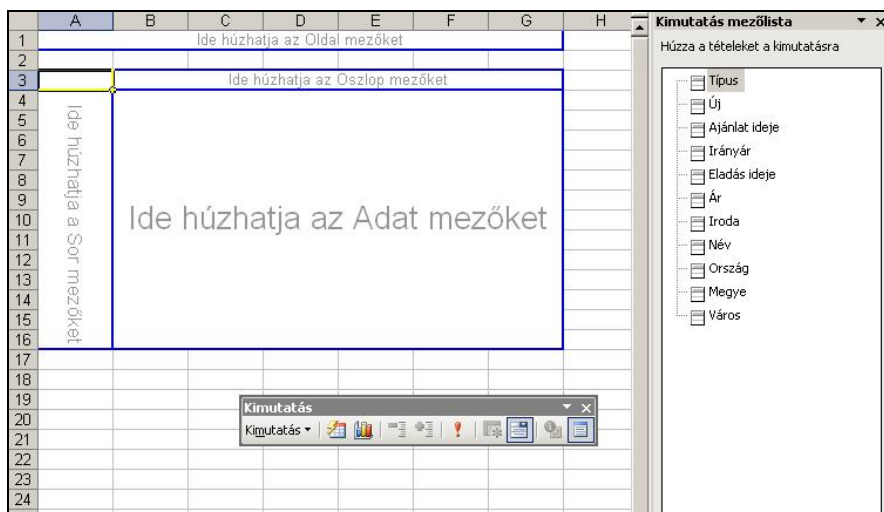 A B C D E F G H
Kimutatás mezőlista
1
Ide húzhatja az Oldal mezőket
Húzza a tételeket a kimutatásra
2
3
Ide húzhatja az Oszlop mezőket
Típus
4
Új
5
Ajánlat ideje
6
Irányár
7
Eladás ideje
8
Ár
9
Iroda
10
Név
11
Ország
12
Megye
13
Város
14
15
16
Ide húzhatja a Sor mezőket
Ide húzhatja az Adat mezőket
17
18
19
Kimutatás
20
Kimutatás
21
22
23
24